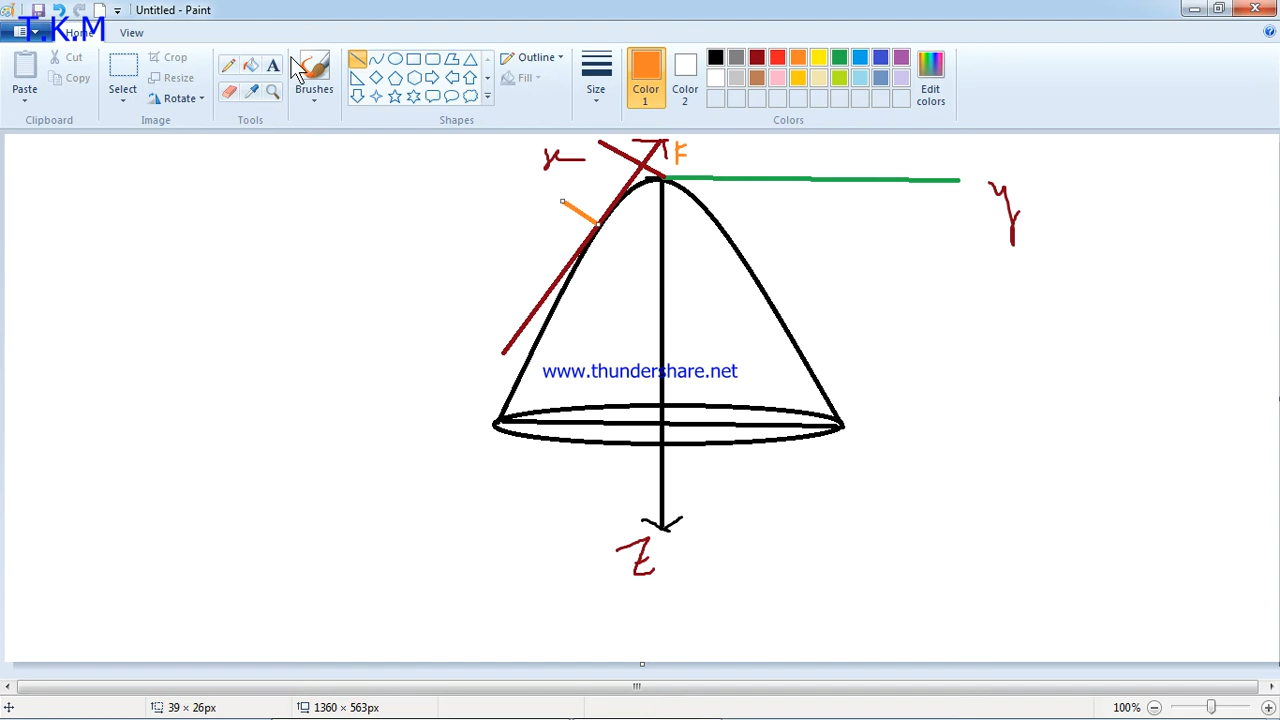 Untitled - Paint
T.K.M
Home
View
Paste
Cut
Copy
Clipboard
Select
Crop
Resize
Rotate
Image
Tools
Brushes
Shapes
Outline
Fill
Size
Color 1
Color 2
Edit colors
Colors
x
F
y
www.thundershare.net
Z
39 × 26px
1360 × 563px
100%